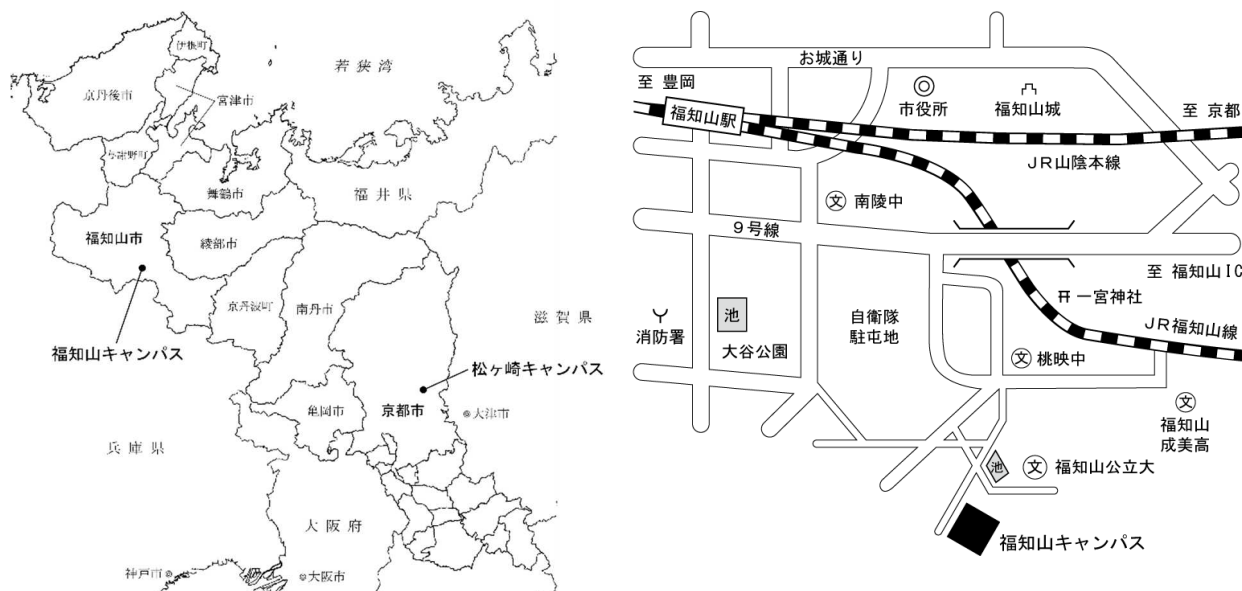 伊根町
若狭湾
京丹後市
宮津市
与謝野町
舞鶴市
福井県
福知山市
綾部市
京丹波町
南丹市
滋賀県
福知山キャンパス
松ヶ崎キャンパス
亀岡市
京都市
大津市
兵庫県
大阪府
神戸市
大阪市
お城通り
至 豊岡
市役所
福知山城
至 京都
福知山駅
JR山陰本線
文 南陵中
9号線
至 福知山IC
一宮神社
池
自衛隊
駐屯地
JR福知山線
消防署
大谷公園
文 桃映中
文
福知山
成美高
池
文 福知山公立大
福知山キャンパス